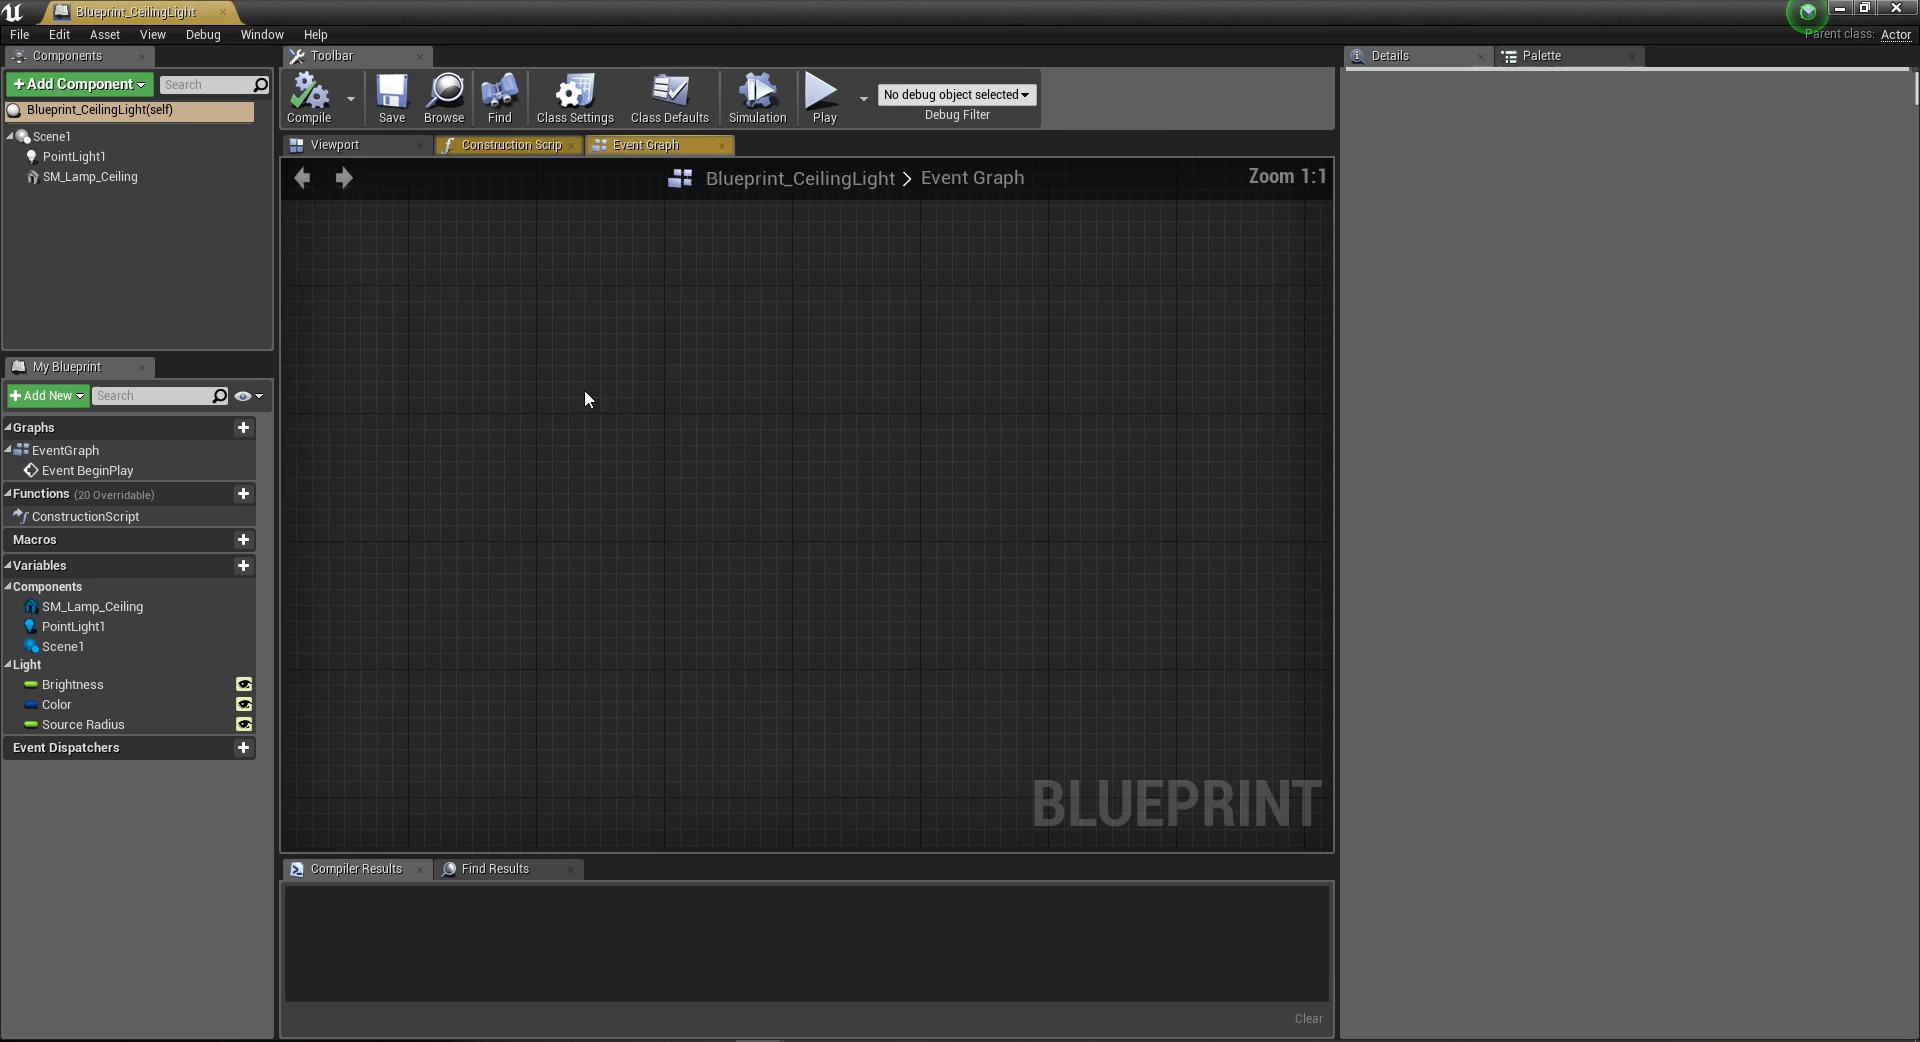 Blueprint_CeilingLight
File Edit Asset View Debug Window Help
Parent class: Actor
Components
Toolbar
Details
Palette
+ Add Component
Search
Blueprint_CeilingLight(self)
Scene1
PointLight1
SM_Lamp_Ceiling
Compile
Save
Browse
Find
Class Settings
Class Defaults
Simulation
Play
No debug object selected
Debug Filter
Viewport
Construction Scrip
Event Graph
Blueprint_CeilingLight > Event Graph
Zoom 1:1
My Blueprint
+ Add New
Search
Graphs
EventGraph
Event BeginPlay
Functions (20 Overridable)
ConstructionScript
Macros
Variables
Components
SM_Lamp_Ceiling
PointLight1
Scene1
Light
Brightness
Color
Source Radius
Event Dispatchers
BLUEPRINT
Compiler Results
Find Results
Clear